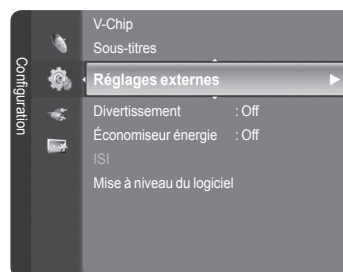 Configuration
V-Chip
Sous-titres
Réglages externes
Divertissement : Off
Économiseur énergie : Off
ISI
Mise à niveau du logiciel